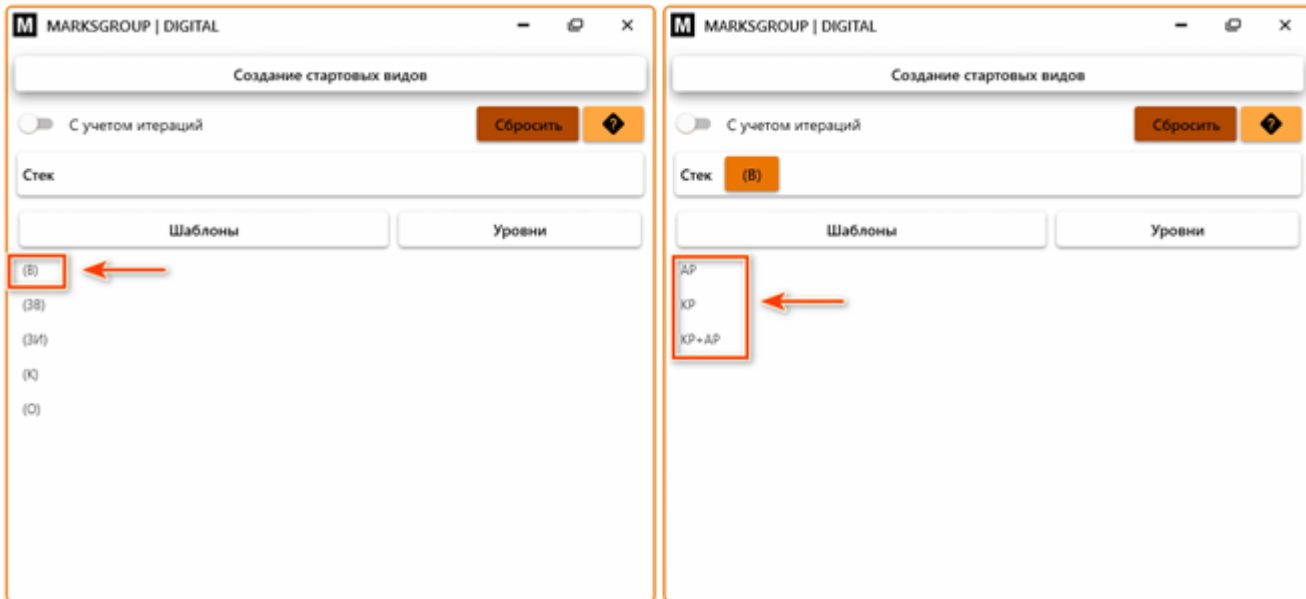 M MARKSGROUP | DIGITAL
Создание стартовых видов
С учетом итераций Сбросить ?
Стек
Шаблоны Уровни
(В)
(ЗВ)
(ЗИ)
(К)
(О)
M MARKSGROUP | DIGITAL
Создание стартовых видов
С учетом итераций Сбросить ?
Стек (В)
Шаблоны Уровни
АР
КР
КР+АР